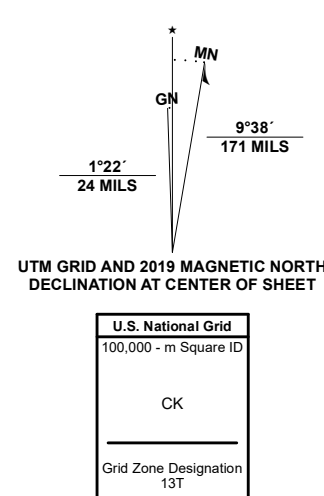 ★
MN
GN
9°38´
171 MILS
1°22´
24 MILS
UTM GRID AND 2019 MAGNETIC NORTH
DECLINATION AT CENTER OF SHEET
U.S. National Grid
100,000 - m Square ID
CK
Grid Zone Designation
13T